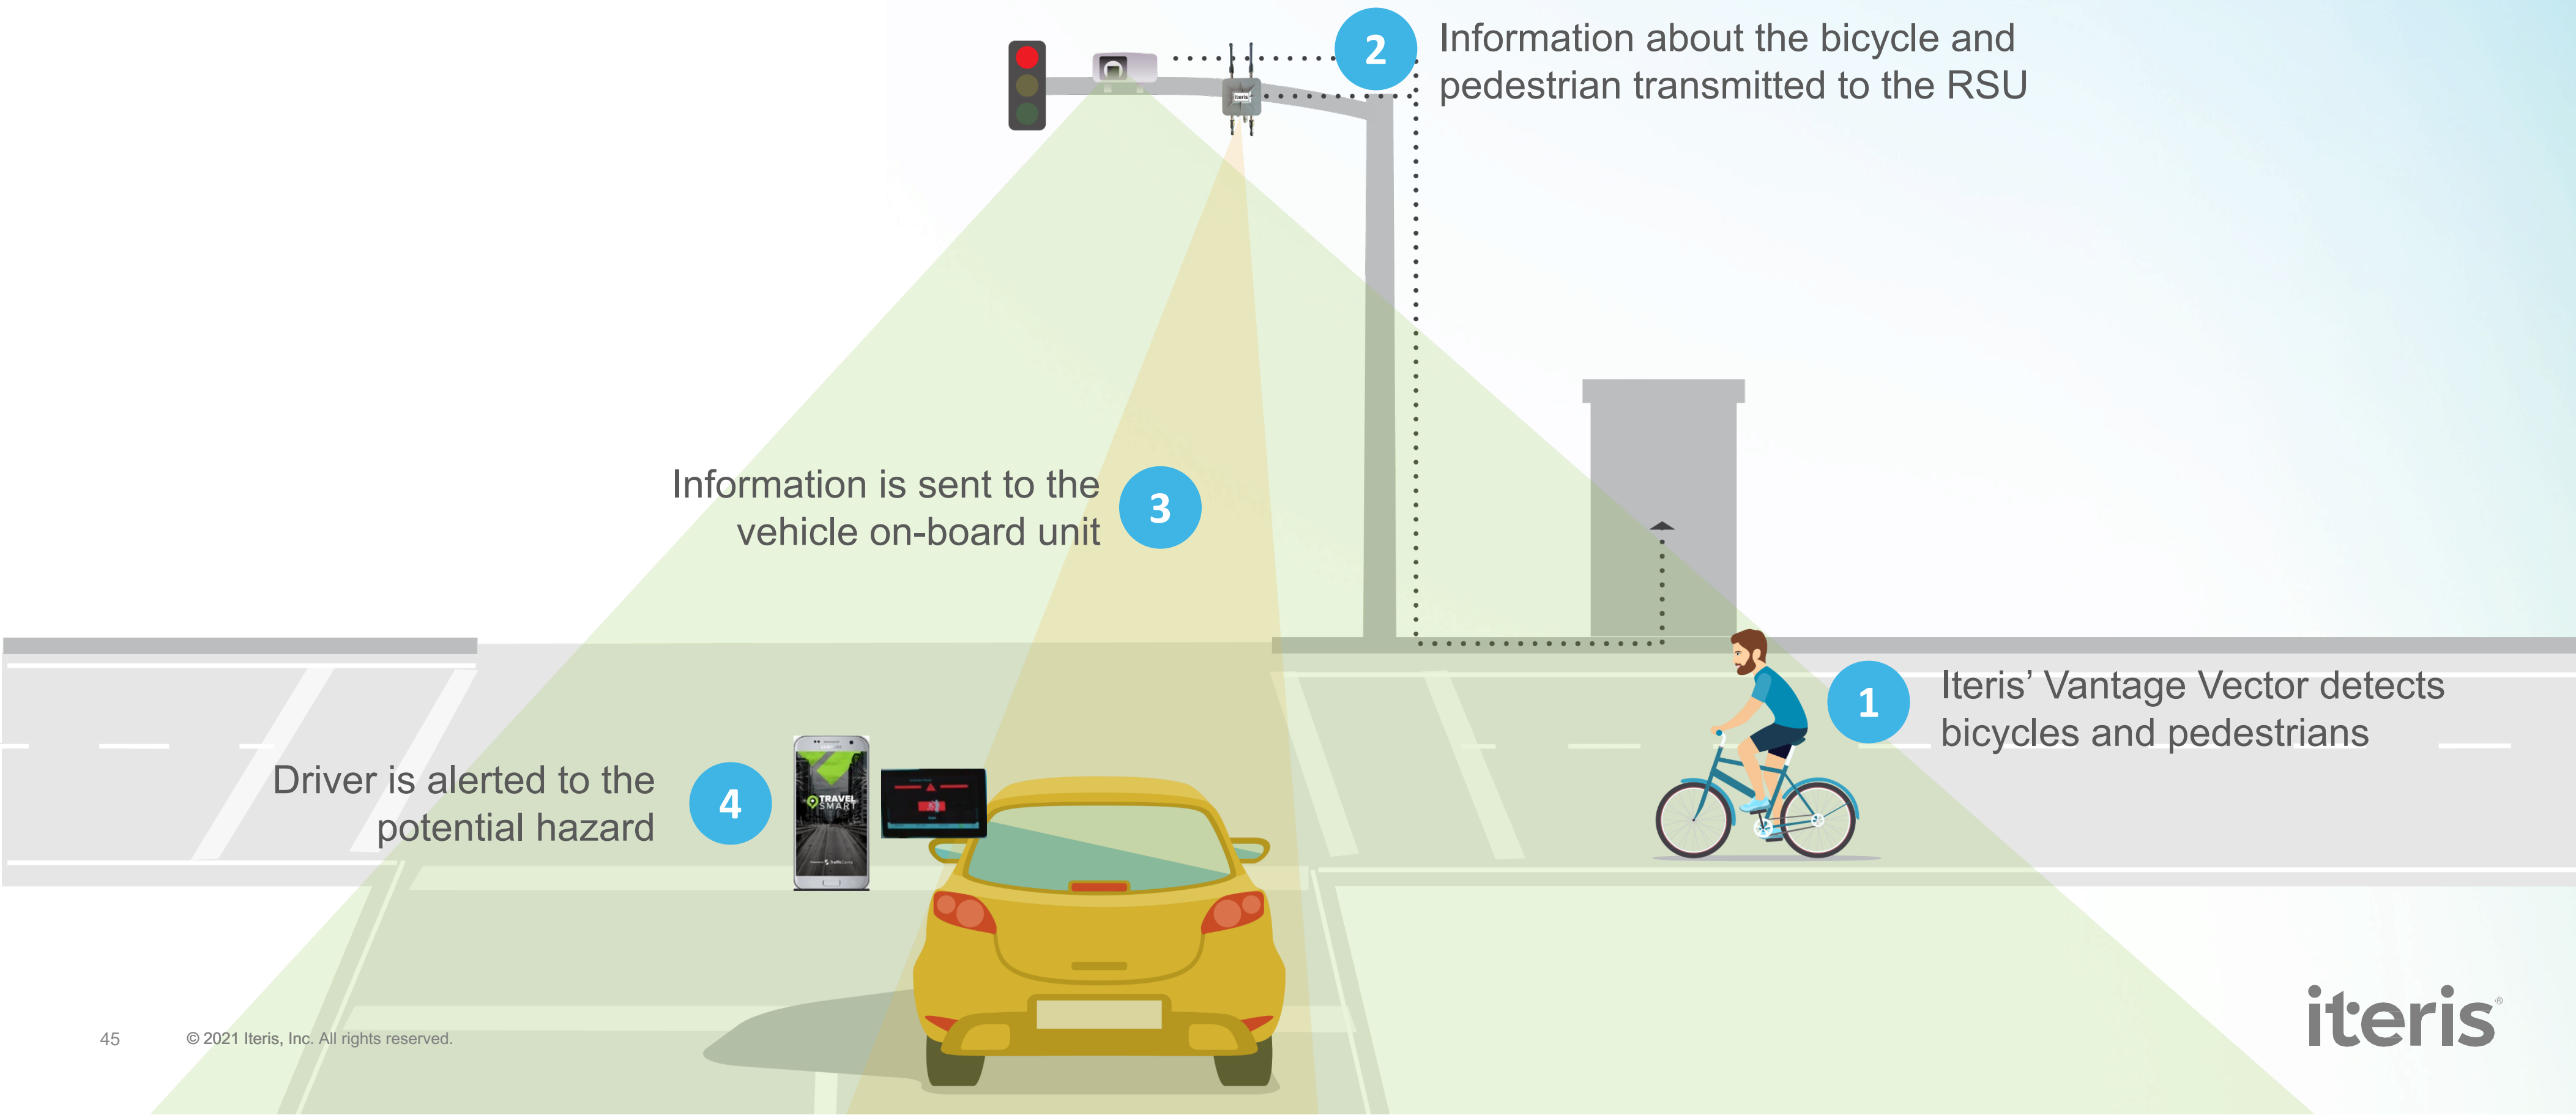 2
Information about the bicycle and
pedestrian transmitted to the RSU
iteris
Information is sent to the
vehicle on-board unit
3
1
Iteris’ Vantage Vector detects
bicycles and pedestrians
Driver is alerted to the
potential hazard
4
TRAVEL
SMART
45
© 2021 Iteris, Inc. All rights reserved.
iteris®